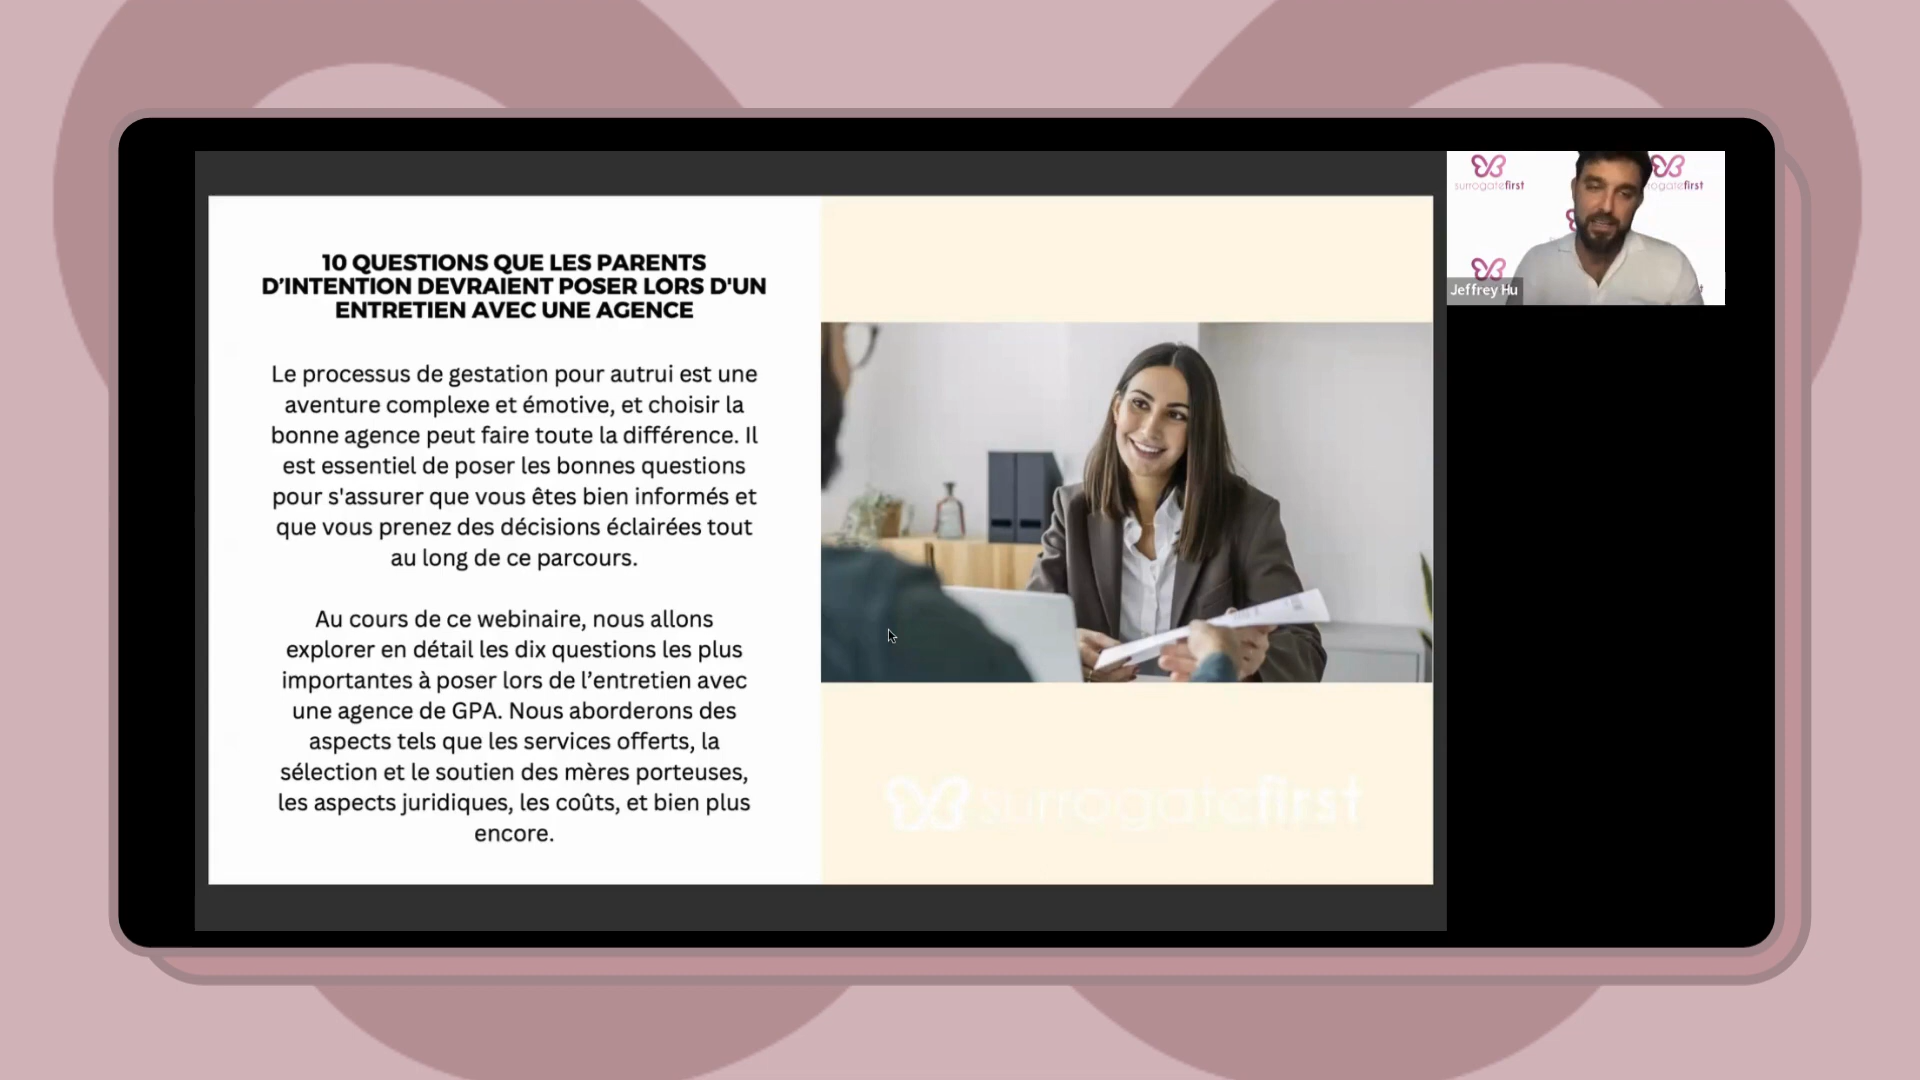 10 QUESTIONS QUE LES PARENTS
D’INTENTION DEVRAIENT POSER LORS D'UN
ENTRETIEN AVEC UNE AGENCE
Le processus de gestation pour autrui est une
aventure complexe et émotive, et choisir la
bonne agence peut faire toute la différence. Il
est essentiel de poser les bonnes questions
pour s'assurer que vous êtes bien informés et
que vous prenez des décisions éclairées tout
au long de ce parcours.
Au cours de ce webinaire, nous allons
explorer en détail les dix questions les plus
importantes à poser lors de l’entretien avec
une agence de GPA. Nous aborderons des
aspects tels que les services offerts, la
sélection et le soutien des mères porteuses,
les aspects juridiques, les coûts, et bien plus
encore.
surrogatefirst
surrogatefirst
rogatefirst
Jeffrey Hu